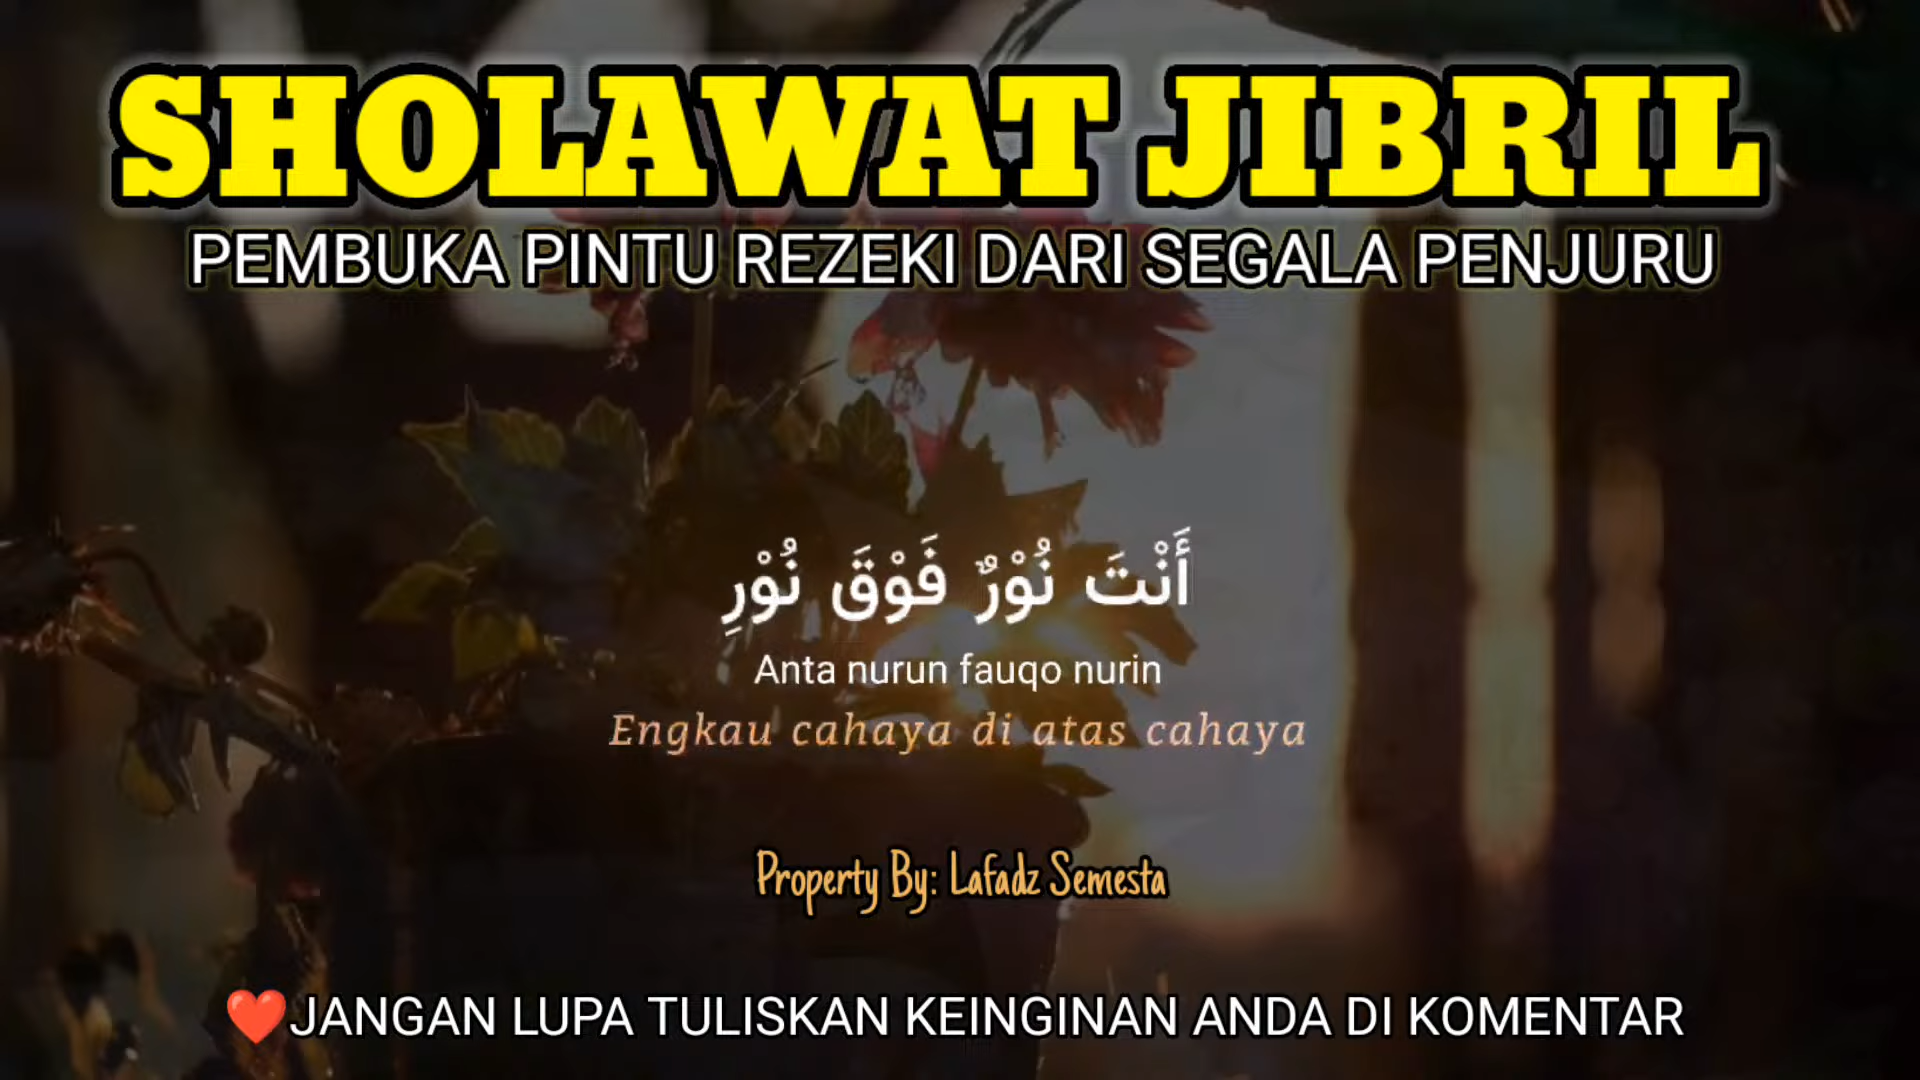 SHOLAWAT JIBRIL
PEMBUKA PINTU REZEKI DARI SEGALA PENJURU
أَنْتَ نُوْرٌ فَوْقَ نُوْرِ
Anta nurun fauqo nurin
Engkau cahaya di atas cahaya
Property By: Lafadz Semesta
❤️JANGAN LUPA TULISKAN KEINGINAN ANDA DI KOMENTAR